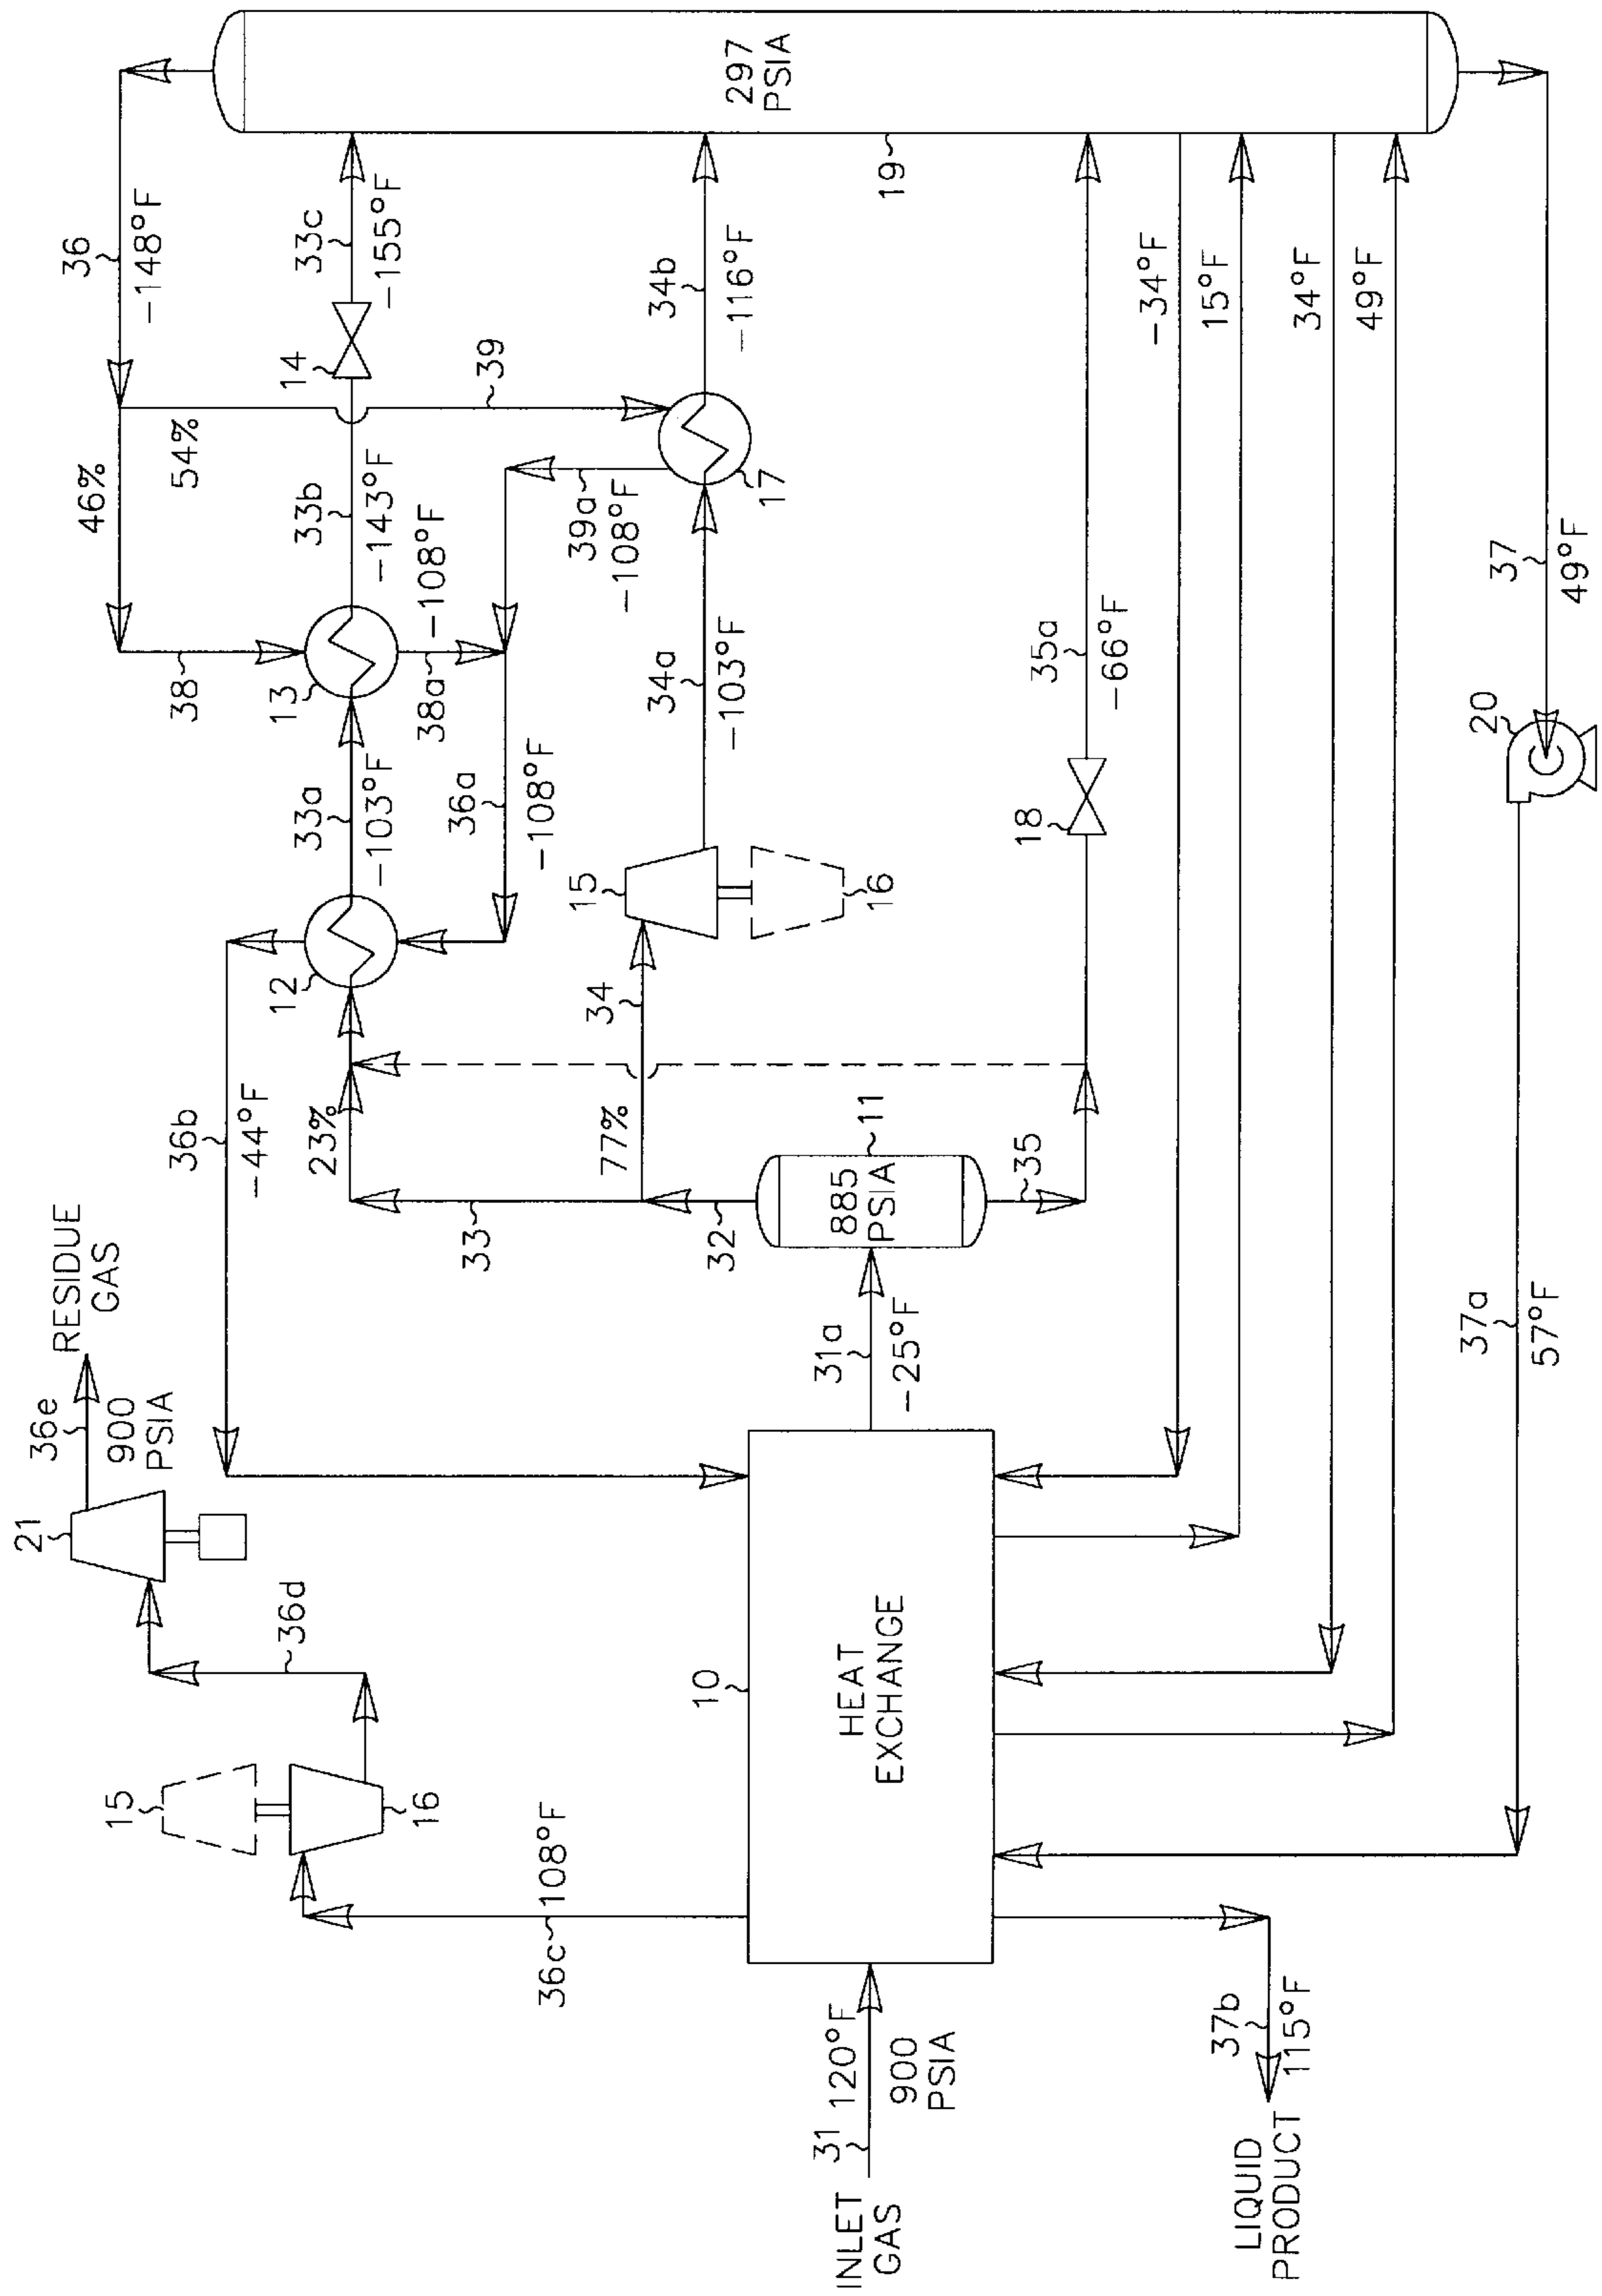 RESIDUE
GAS
36e
900
PSIA
21
36d
15
16
36c
108°F
INLET
GAS
31
120°F
900
PSIA
10
HEAT
EXCHANGE
LIQUID
PRODUCT
37b
115°F
31a
-25°F
885
PSIA
11
32
33
35
23%
77%
34
36b
-44°F
12
33a
-103°F
13
33b
-143°F
14
33c
-155°F
36
-148°F
46%
54%
38
38a
-108°F
39
39a
-108°F
36a
-108°F
15
16
34a
-103°F
17
34b
-116°F
18
35a
-66°F
19
297
PSIA
-34°F
15°F
34°F
49°F
37
49°F
20
37a
57°F